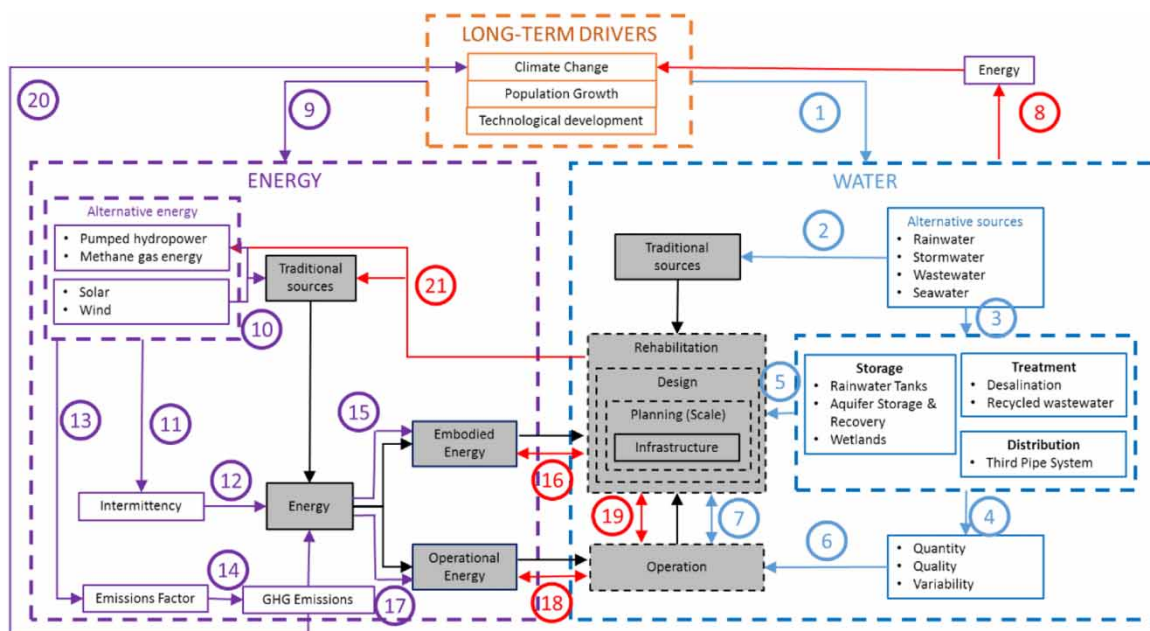 LONG-TERM DRIVERS
Climate Change
Population Growth
Technological development
Energy
20
9
1
8
ENERGY
WATER
Alternative energy
• Pumped hydropower
• Methane gas energy
• Solar
• Wind
10
Traditional
sources
21
Traditional
sources
2
Alternative sources
• Rainwater
• Stormwater
• Wastewater
• Seawater
3
Rehabilitation
Design
Planning (Scale)
Infrastructure
5
Storage
• Rainwater Tanks
• Aquifer Storage &
Recovery
• Wetlands
Treatment
• Desalination
• Recycled wastewater
Distribution
• Third Pipe System
13
11
15
Embodied
Energy
16
Intermittency
12
Energy
19
7
4
14
Emissions Factor
GHG Emissions
17
Operational
Energy
18
Operation
6
• Quantity
• Quality
• Variability